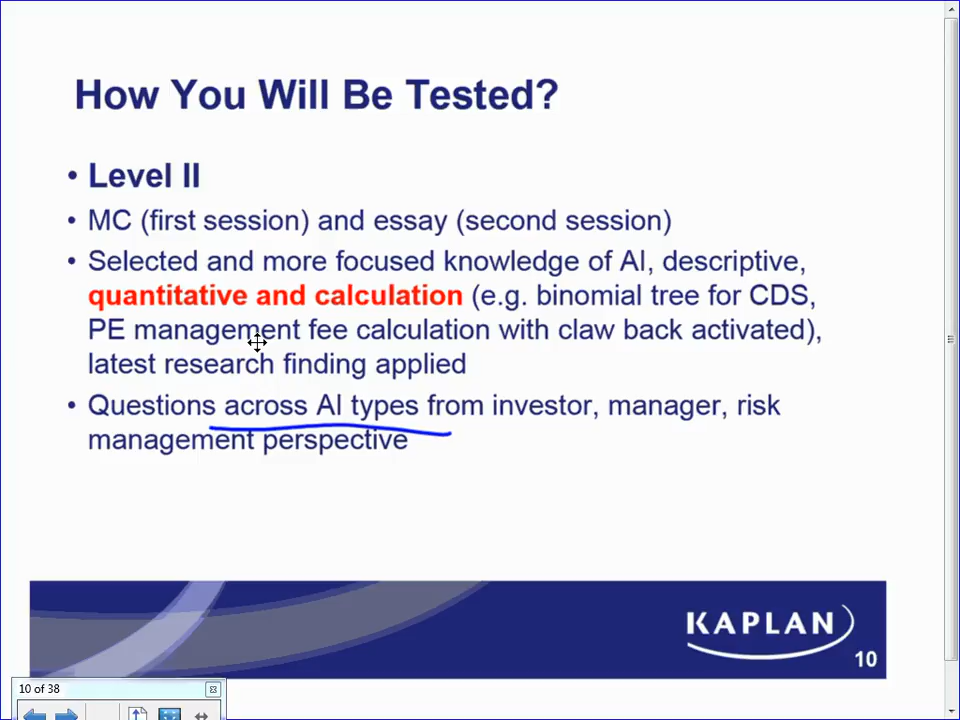 How You Will Be Tested?
• Level II
• MC (first session) and essay (second session)
• Selected and more focused knowledge of AI, descriptive,
quantitative and calculation (e.g. binomial tree for CDS,
PE management fee calculation with claw back activated),
latest research finding applied
• Questions across AI types from investor, manager, risk
management perspective
KAPLAN
10
10 of 38